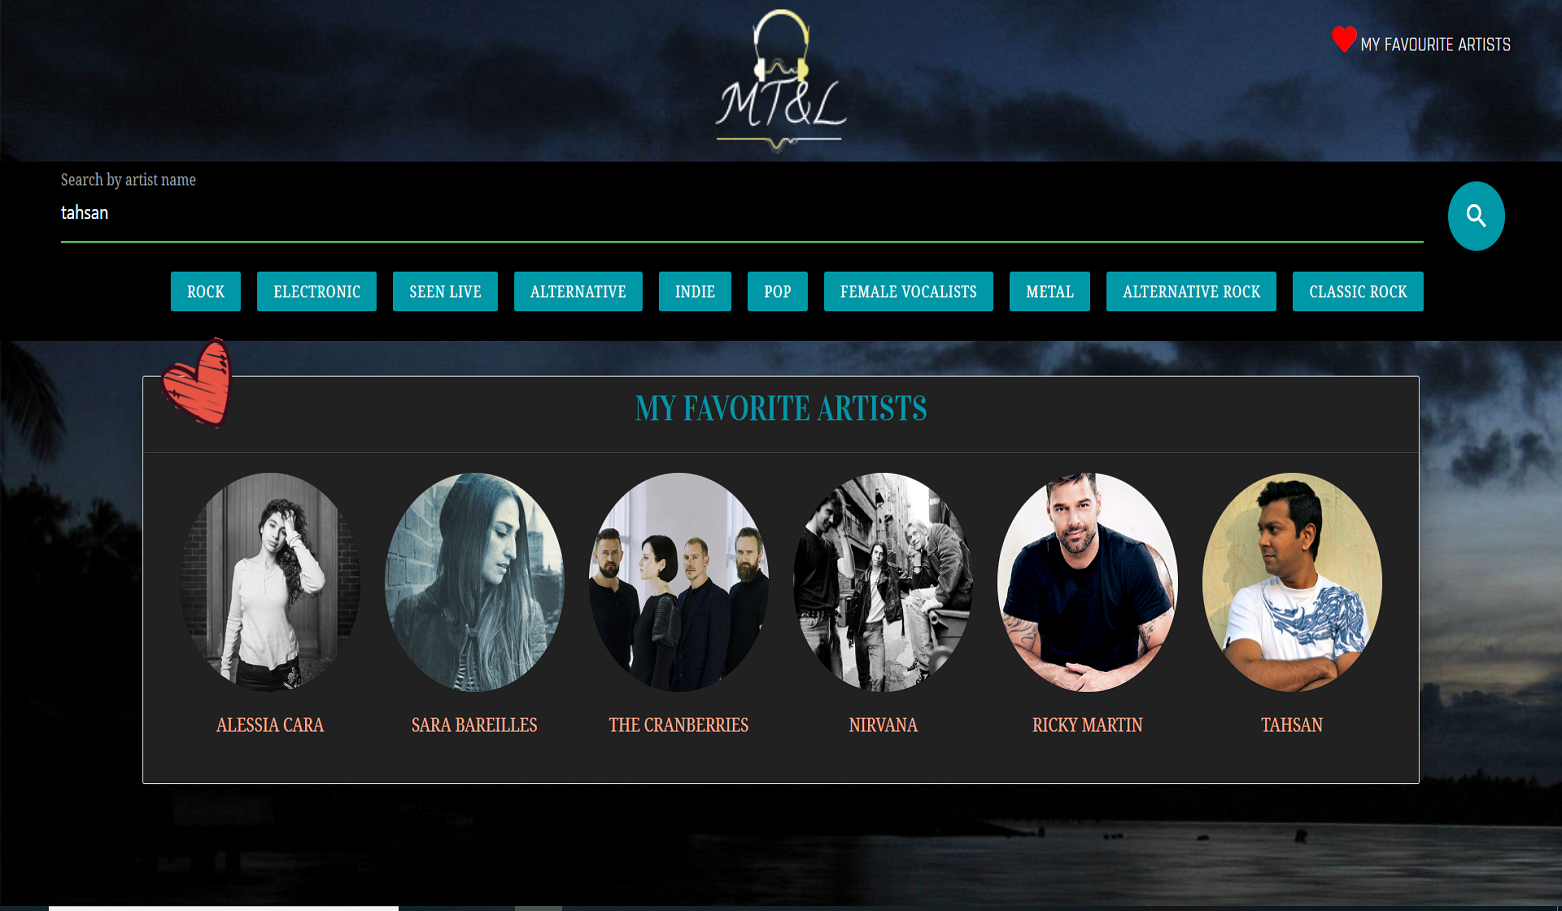 MT&L
MY FAVOURITE ARTISTS
Search by artist name
tahsan
ROCK ELECTRONIC SEEN LIVE ALTERNATIVE INDIE POP FEMALE VOCALISTS METAL ALTERNATIVE ROCK CLASSIC ROCK
MY FAVORITE ARTISTS
ALESSIA CARA SARA BAREILLES THE CRANBERRIES NIRVANA RICKY MARTIN TAHSAN